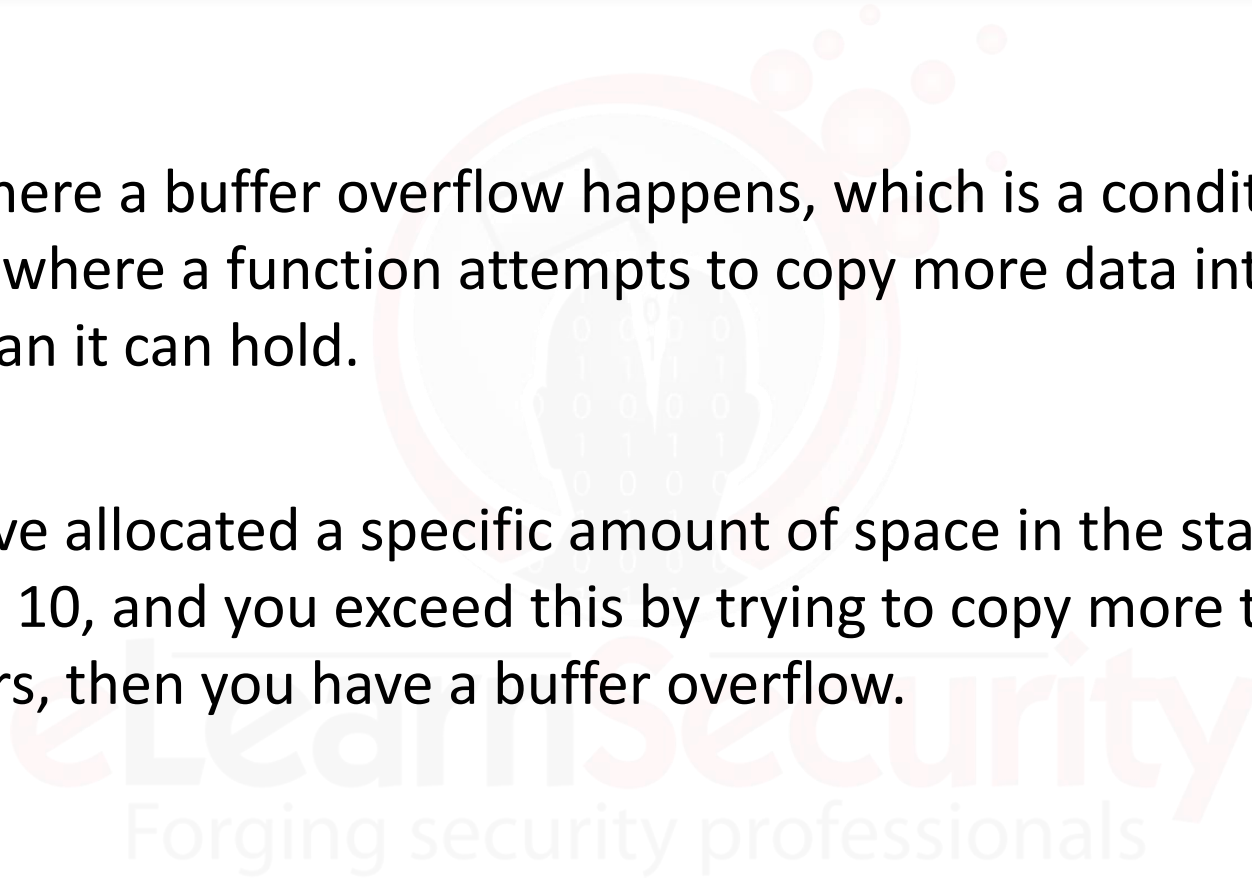 here a buffer overflow happens, which is a condit
where a function attempts to copy more data int
an it can hold.
ve allocated a specific amount of space in the sta
10, and you exceed this by trying to copy more t
rs, then you have a buffer overflow.
eLearnSecurity
Forging security professionals